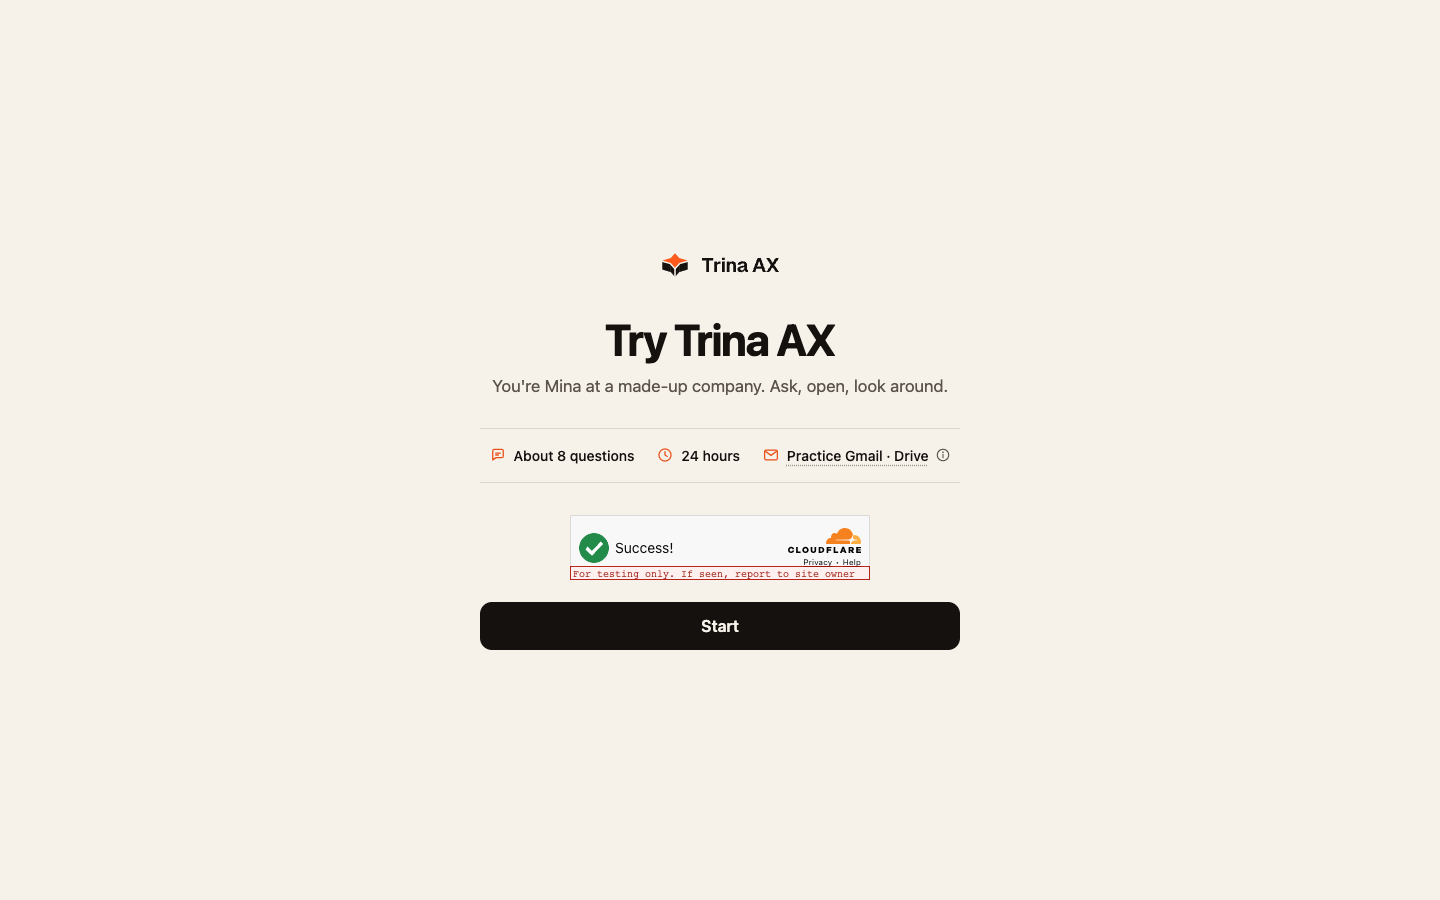 Trina AX
Try Trina AX
You're Mina at a made-up company. Ask, open, look around.
About 8 questions 24 hours Practice Gmail · Drive
Success!
CLOUDFLARE
Privacy • Help
For testing only. If seen, report to site owner
Start